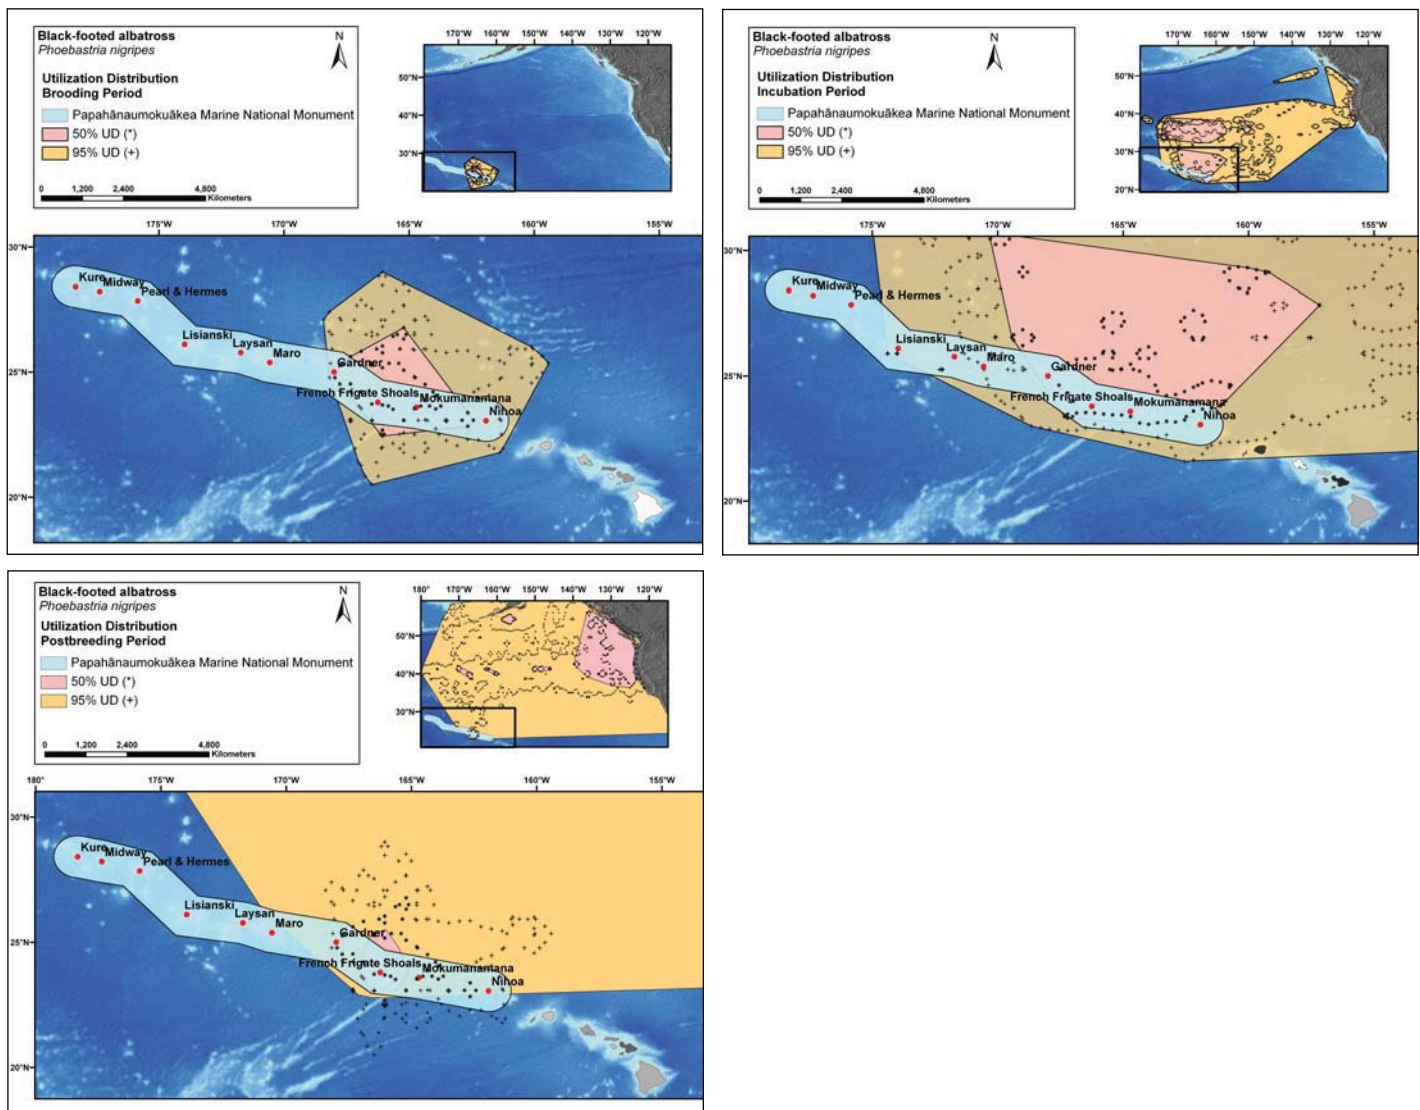 Black-footed albatross
Phoebastria nigripes
Utilization Distribution
Brooding Period
Papahānaumokuākea Marine National Monument
50% UD (*)
95% UD (+)
0 1,200 2,400 4,800
Kilometers
N
170°W 160°W 150°W 140°W 130°W 120°W
50°N
40°N
30°N
20°N
175°W 170°W 165°W 160°W 155°W
30°N
25°N
20°N
Kure
Midway
Pearl & Hermes
Lisianski
Laysan
Maro
Gardner
French Frigate Shoals
Mokumanamana
Nihoa
Black-footed albatross
Phoebastria nigripes
Utilization Distribution
Incubation Period
Papahānaumokuākea Marine National Monument
50% UD (*)
95% UD (+)
0 1,200 2,400 4,800
Kilometers
N
170°W 160°W 150°W 140°W 130°W 120°W
50°N
40°N
30°N
20°N
175°W 170°W 165°W 160°W 155°W
30°N
25°N
20°N
Kure
Midway
Pearl & Hermes
Lisianski
Laysan
Maro
Gardner
French Frigate Shoals
Mokumanamana
Nihoa
Black-footed albatross
Phoebastria nigripes
Utilization Distribution
Postbreeding Period
Papahānaumokuākea Marine National Monument
50% UD (*)
95% UD (+)
0 1,200 2,400 4,800
Kilometers
N
180° 170°W 160°W 150°W 140°W 130°W 120°W
50°N
40°N
30°N
180° 175°W 170°W 165°W 160°W 155°W
30°N
25°N
20°N
Kure
Midway
Pearl & Hermes
Lisianski
Laysan
Maro
Gardner
French Frigate Shoals
Mokumanamana
Nihoa